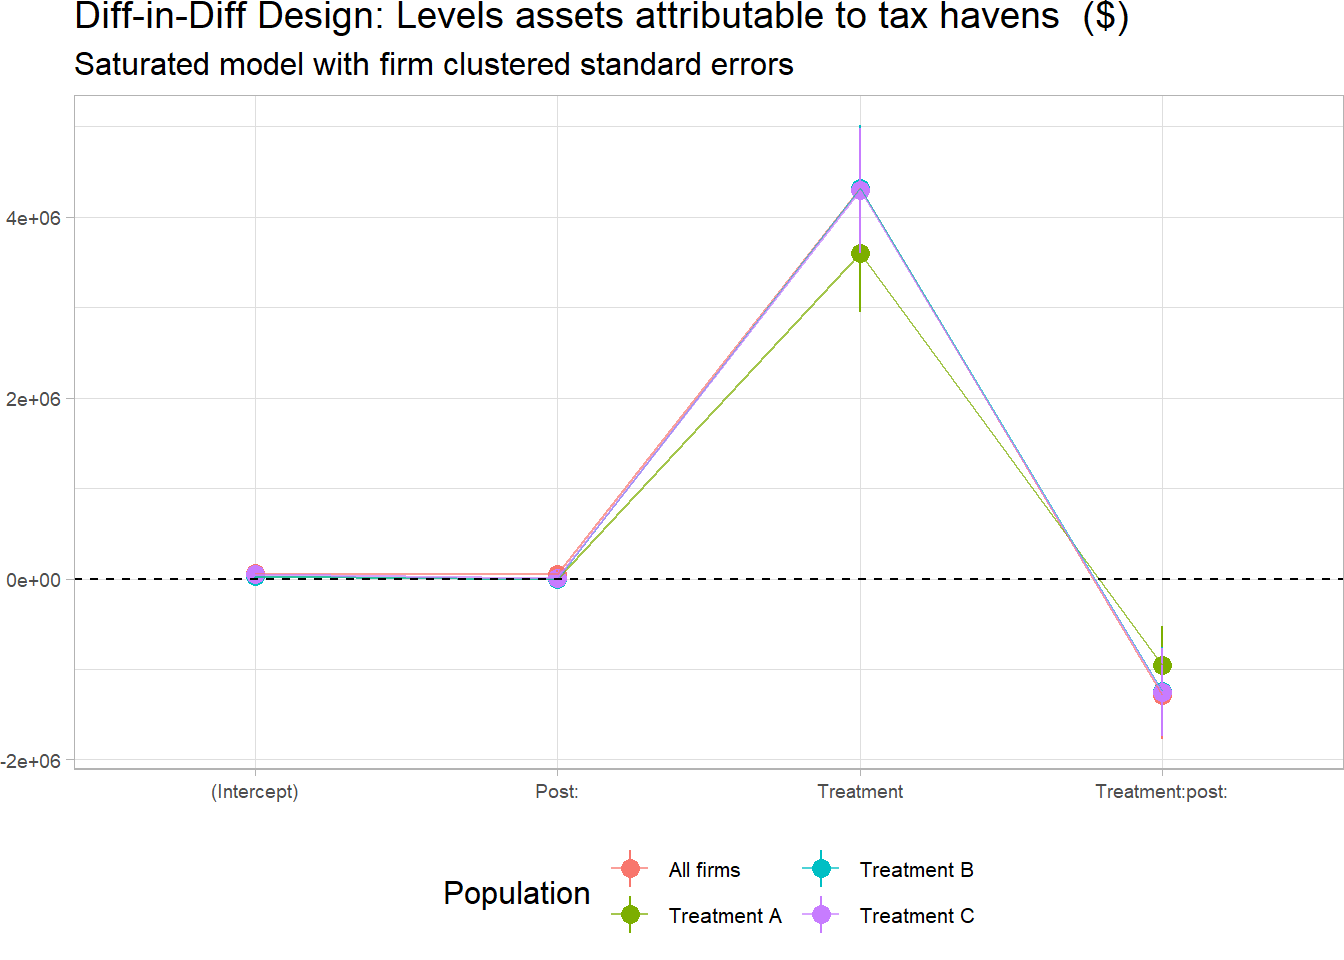 Diff-in-Diff Design: Levels assets attributable to tax havens  ($)
Saturated model with firm clustered standard errors
4e+06
2e+06
0e+00
-2e+06
(Intercept) Post: Treatment Treatment:post:
Population
All firms Treatment B
Treatment A Treatment C